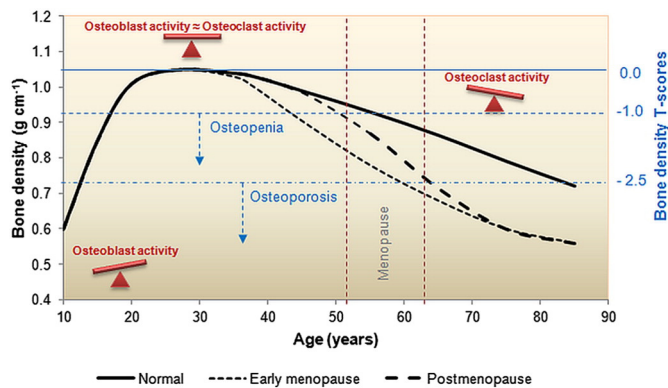 Osteoblast activity ≈ Osteoclast activity
Bone density (g cm⁻¹)
1.2
1.1
1.0
0.9
0.8
0.7
0.6
0.5
0.4
Osteoclast activity
0.0
-1.0
-2.5
Bone density T-scores
Osteopenia
Osteoporosis
Menopause
Osteoblast activity
10 20 30 40 50 60 70 80 90
Age (years)
Normal Early menopause Postmenopause